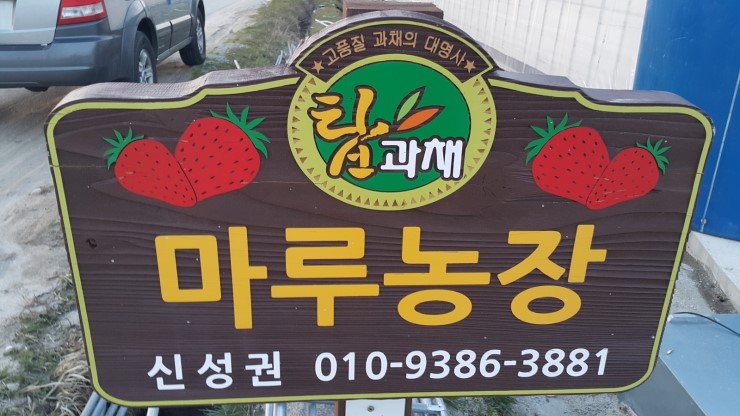 ★고품질 과채의 대명사★
탑
과채
마루농장
신성권 010-9386-3881